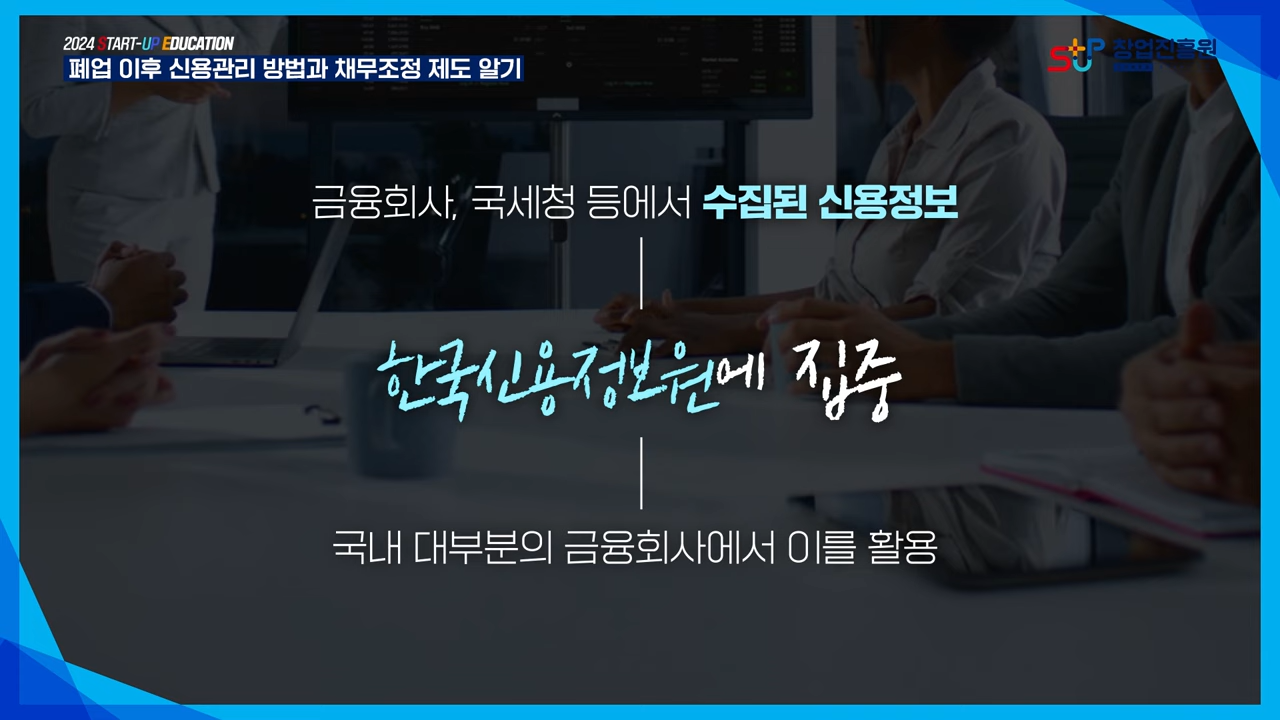 2024 START-UP EDUCATION
폐업 이후 신용관리 방법과 채무조정 제도 알기
StUP 창업진흥원
금융회사, 국세청 등에서 수집된 신용정보
한국신용정보원에 집중
국내 대부분의 금융회사에서 이를 활용